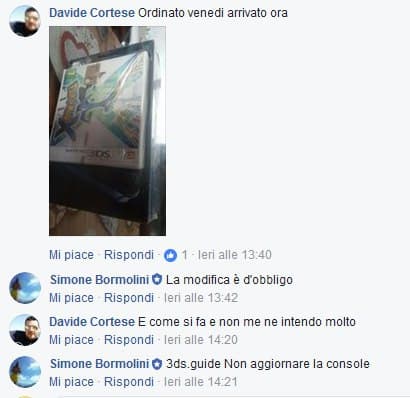 Davide Cortese Ordinato venedi arrivato ora
NINTENDO 3DS
Mi piace · Rispondi · 1 · Ieri alle 13:40
Simone Bormolini La modifica è d'obbligo
Mi piace · Rispondi · Ieri alle 13:42
Davide Cortese E come si fa e non me ne intendo molto
Mi piace · Rispondi · Ieri alle 14:20
Simone Bormolini 3ds.guide Non aggiornare la console
Mi piace · Rispondi · Ieri alle 14:21